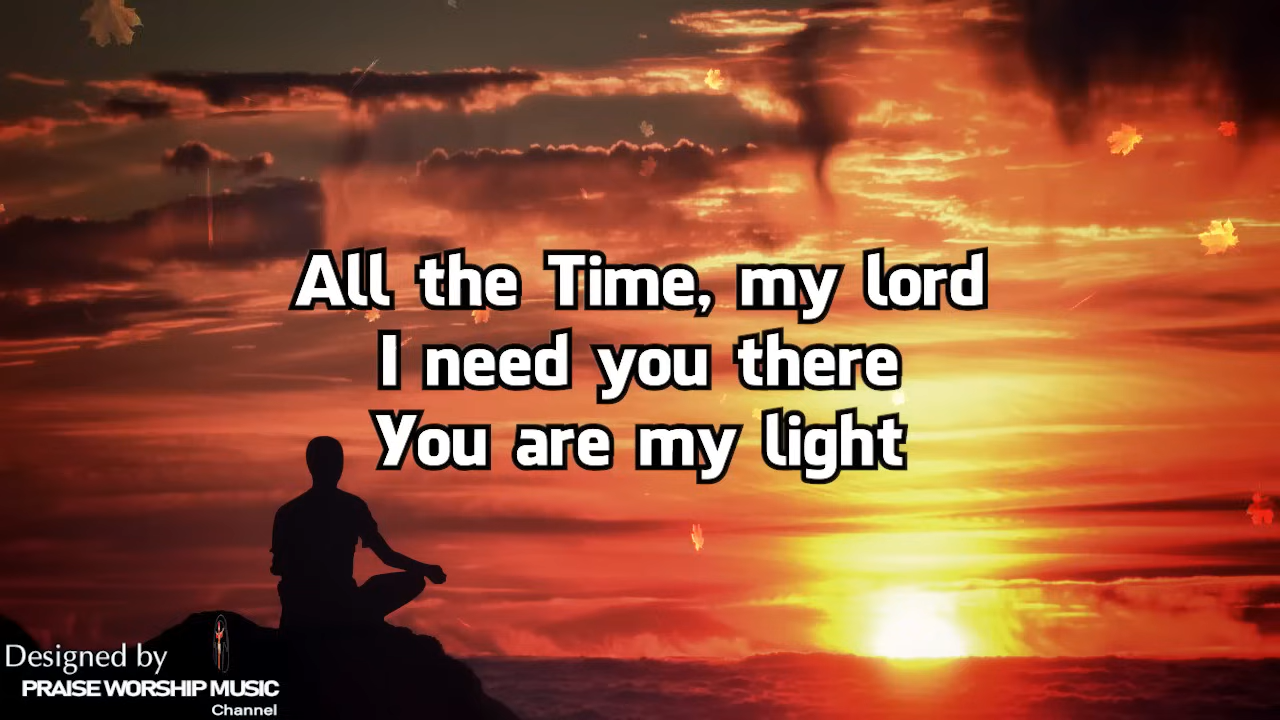 All the Time, my lord
I need you there
You are my light
Designed by
PRAISE WORSHIP MUSIC
Channel